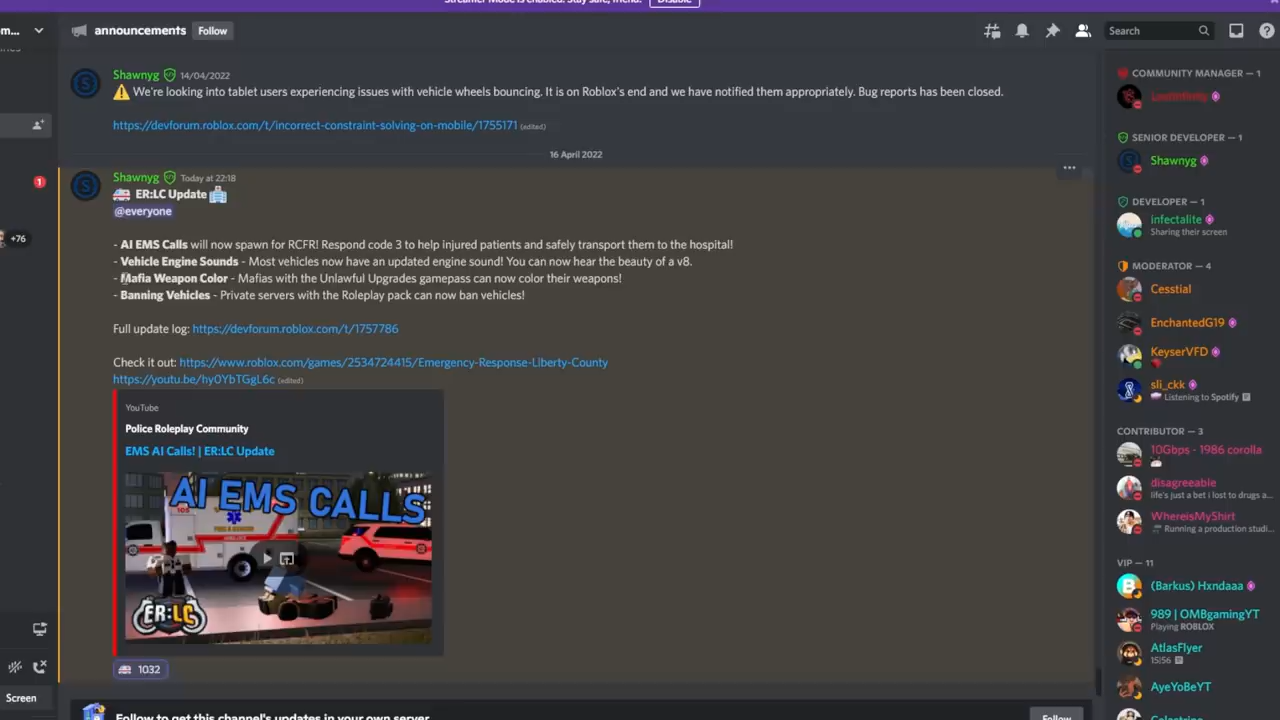 Streamer Mode is enabled. Stay safe, friend.
Disable
announcements
Follow
Search
Shawnyg 14/04/2022
We're looking into tablet users experiencing issues with vehicle wheels bouncing. It is on Roblox's end and we have notified them appropriately. Bug reports has been closed.
https://devforum.roblox.com/t/incorrect-constraint-solving-on-mobile/1755171 (edited)
16 April 2022
Shawnyg Today at 22:18
ER:LC Update
@everyone
- AI EMS Calls will now spawn for RCFR! Respond code 3 to help injured patients and safely transport them to the hospital!
- Vehicle Engine Sounds - Most vehicles now have an updated engine sound! You can now hear the beauty of a v8.
- Mafia Weapon Color - Mafias with the Unlawful Upgrades gamepass can now color their weapons!
- Banning Vehicles - Private servers with the Roleplay pack can now ban vehicles!
Full update log: https://devforum.roblox.com/t/1757786
Check it out: https://www.roblox.com/games/2534724415/Emergency-Response-Liberty-County
https://youtu.be/hy0YbTGgL6c (edited)
YouTube
Police Roleplay Community
EMS AI Calls! | ER:LC Update
AI EMS CALLS
105
ER:LC
1032
Follow to get this channel's updates in your own server
Follow
1
+76
Screen
COMMUNITY MANAGER — 1
SENIOR DEVELOPER — 1
Shawnyg
DEVELOPER — 1
infectalite
Sharing their screen
MODERATOR — 4
Cesstial
EnchantedG19
KeyserVFD
sli_ckk
Listening to Spotify
CONTRIBUTOR — 3
10Gbps - 1986 corolla
disagreeable
life's just a bet i lost to drugs a...
WhereisMyShirt
Running a production studi...
VIP — 11
(Barkus) Hxndaaa
989 | OMBgamingYT
Playing ROBLOX
AtlasFlyer
15:56
AyeYoBeYT